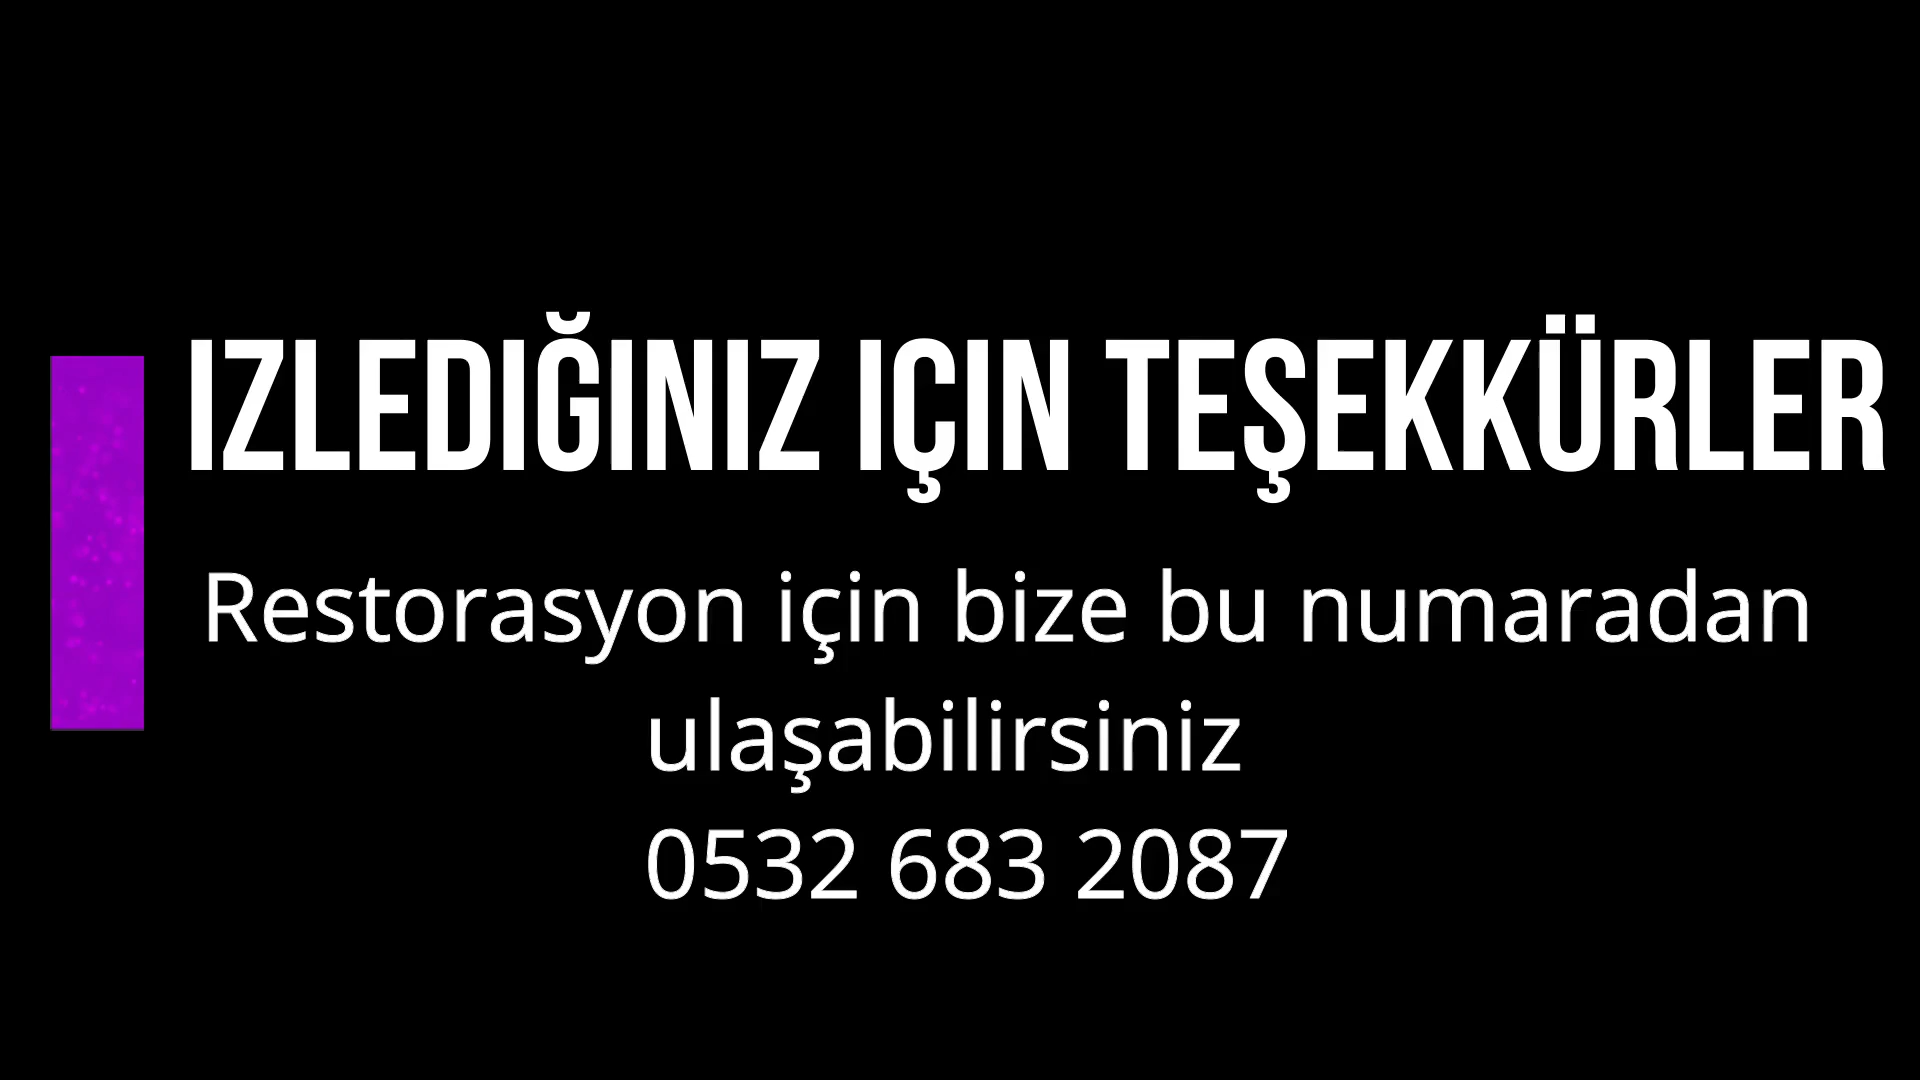 IZLEDIĞINIZ IÇIN TEŞEKKÜRLER
Restorasyon için bize bu numaradan
ulaşabilirsiniz
0532 683 2087